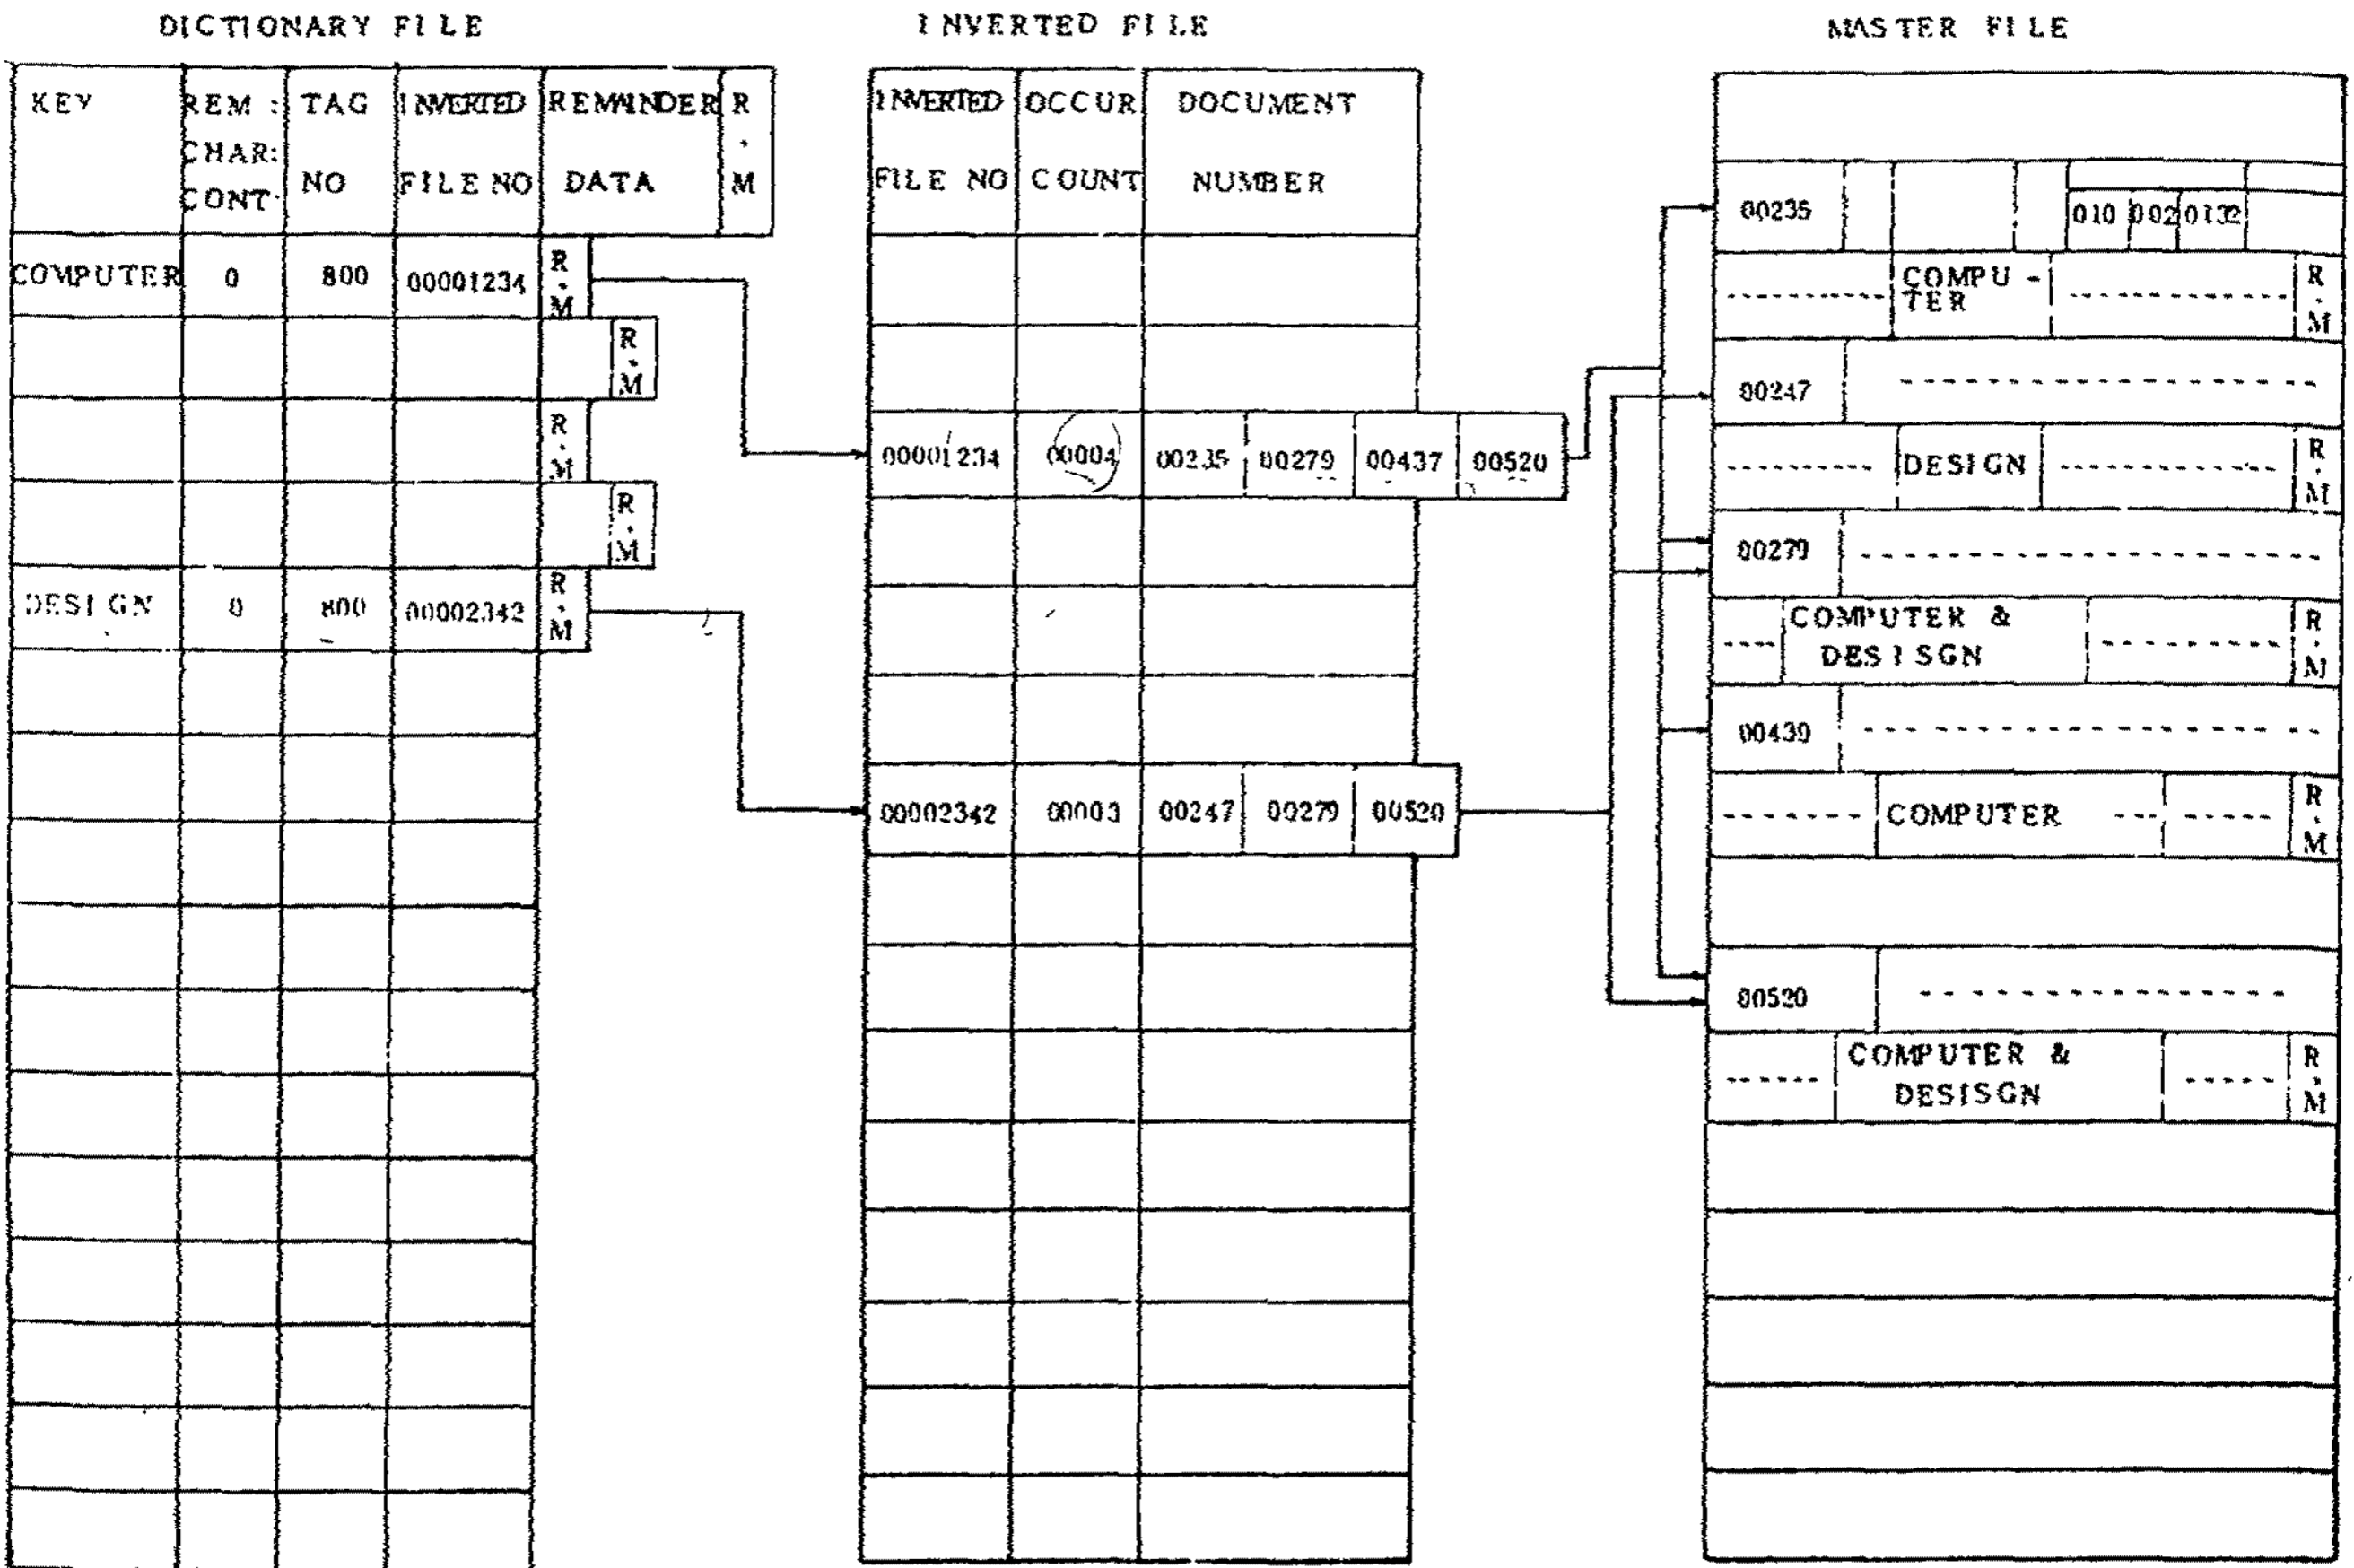 DICTIONARY FILE
INVERTED FILE
MASTER FILE
KEY
REM :
CHAR:
CONT.
TAG
NO
INVERTED
FILE NO
REMAINDER
DATA
R.M
INVERTED
FILE NO
OCCUR
COUNT
DOCUMENT
NUMBER
COMPUTER 0 800 00001234 R.M
R.M
R.M
R.M
DESIGN 0 800 00002342 R.M
00001234 00004 00235 00279 00437 00520
00002342 00003 00247 00279 00520
00235 010 002 0132
COMPU -
TER
R.M
00247
DESIGN R.M
00279
COMPUTER &
DESISGN
R.M
00439
COMPUTER R.M
00520
COMPUTER &
DESISGN
R.M